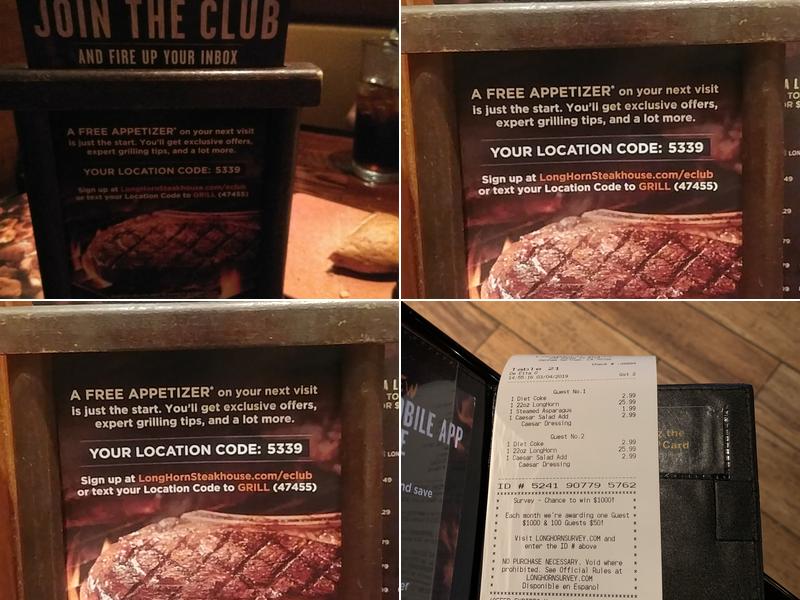 JOIN THE CLUB
AND FIRE UP YOUR INBOX
A FREE APPETIZER* on your next visit
is just the start. You'll get exclusive offers,
expert grilling tips, and a lot more.
YOUR LOCATION CODE: 5339
Sign up at LongHornSteakhouse.com/eclub
or text your Location Code to GRILL (47455)
A FREE APPETIZER* on your next visit
is just the start. You'll get exclusive offers,
expert grilling tips, and a lot more.
YOUR LOCATION CODE: 5339
Sign up at LongHornSteakhouse.com/eclub
or text your Location Code to GRILL (47455)
A FREE APPETIZER* on your next visit
is just the start. You'll get exclusive offers,
expert grilling tips, and a lot more.
YOUR LOCATION CODE: 5339
Sign up at LongHornSteakhouse.com/eclub
or text your Location Code to GRILL (47455)
BILE APP
nd save
the
Card
Table 21
14:55:16 03/04/2019 Gst 2
Guest No.1
1 Diet Coke 2.99
1 22oz LongHorn 25.99
1 Steamed Asparagus 1.99
1 Caesar Salad Add 2.99
Caesar Dressing
Guest No.2
1 Diet Coke 2.99
1 22oz LongHorn 25.99
1 Caesar Salad Add 2.99
Caesar Dressing
ID # 5241 90779 5762
Survey - Chance to win $1000!
Each month we're awarding one Guest
$1000 & 100 Guests $50!
Visit LONGHORNSURVEY.COM and
enter the ID # above
NO PURCHASE NECESSARY. Void where
prohibited. See Official Rules at
LONGHORNSURVEY.COM
Disponible en Espanol